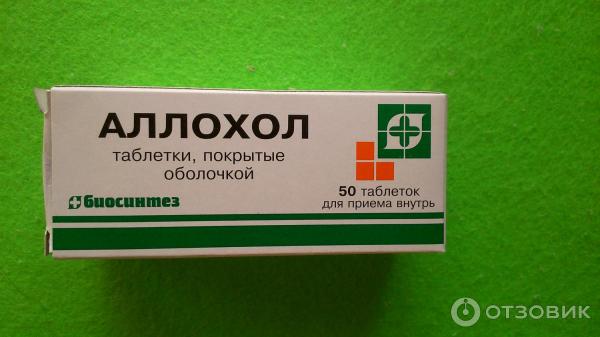 АЛЛОХОЛ
таблетки, покрытые
оболочкой
биосинтез
50 таблеток
для приема внутрь
ОТЗОВИК